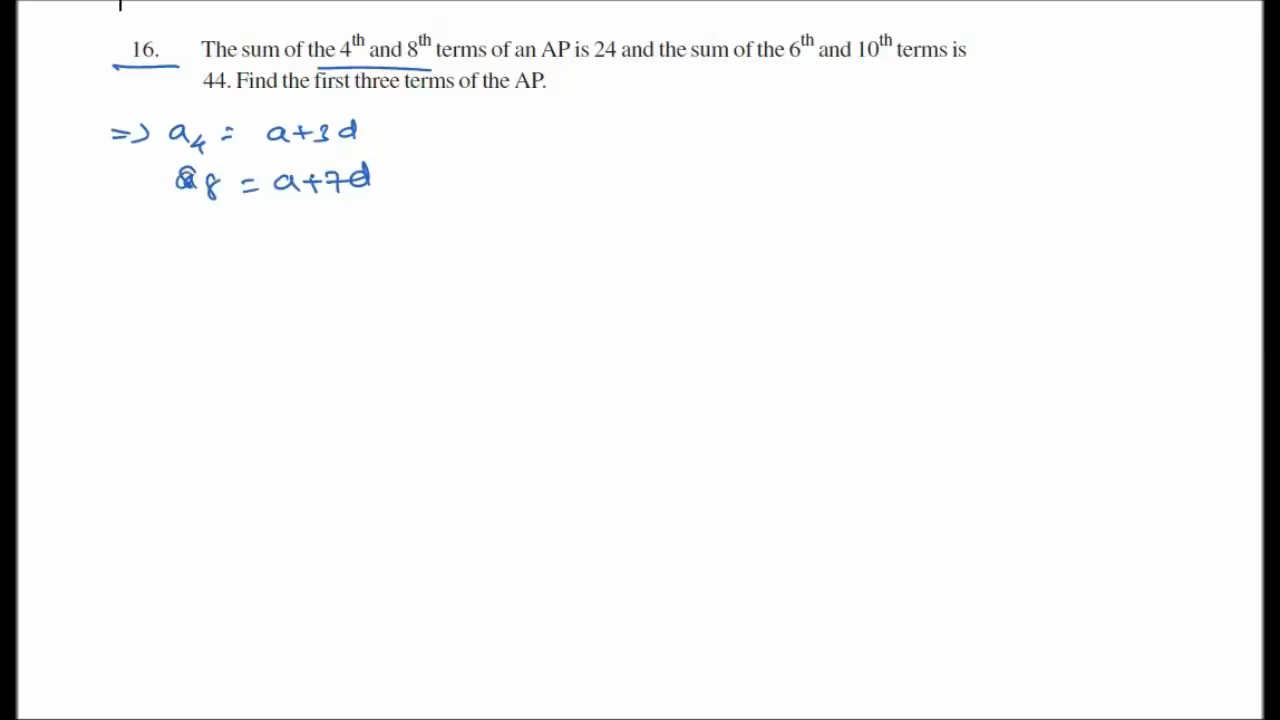 16. The sum of the 4th and 8th terms of an AP is 24 and the sum of the 6th and 10th terms is
44. Find the first three terms of the AP.
=> a4 = a+3d
a8 = a+7d